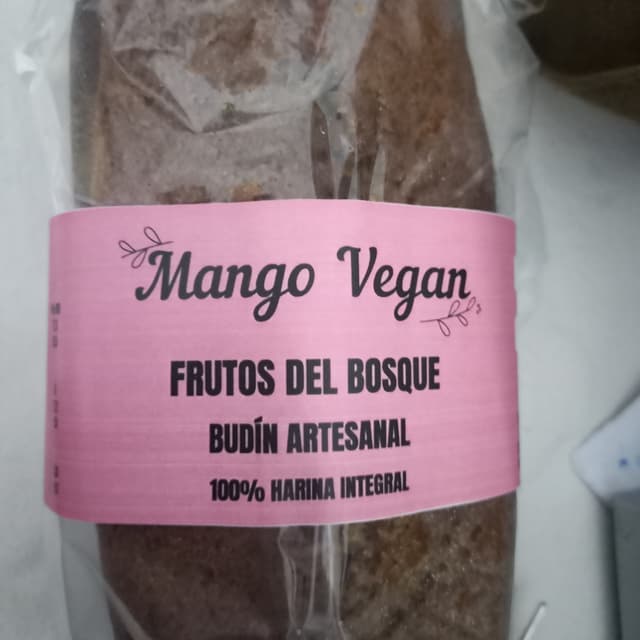 Mango Vegan
FRUTOS DEL BOSQUE
BUDÍN ARTESANAL
100% HARINA INTEGRAL